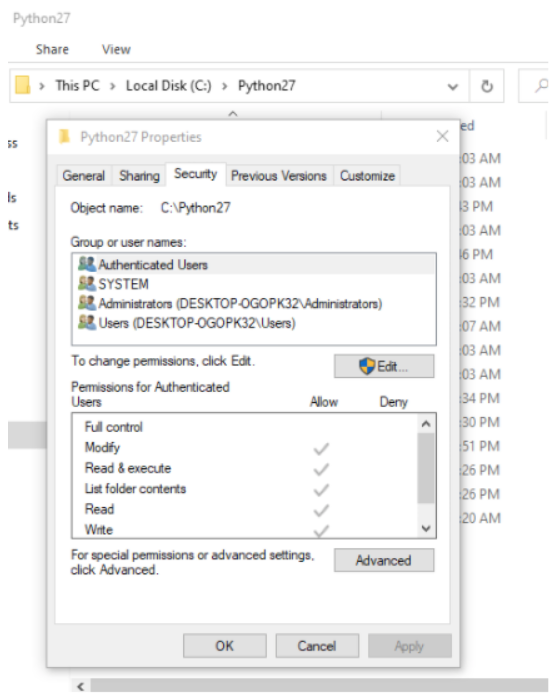 Python27
Share View
This PC > Local Disk (C:) > Python27
ed
Python27 Properties
ss
:03 AM
General Sharing Security Previous Versions Customize
:03 AM
ls
Object name: C:\Python27
43 PM
ts
:03 AM
Group or user names:
46 PM
Authenticated Users
:03 AM
SYSTEM
:32 PM
Administrators (DESKTOP-OGOPK32\Administrators)
Users (DESKTOP-OGOPK32\Users)
:07 AM
:03 AM
To change permissions, click Edit.
Edit...
:03 AM
Permissions for Authenticated
Users Allow Deny
:34 PM
Full control
:30 PM
Modify
:51 PM
Read & execute
:26 PM
List folder contents
:26 PM
Read
:20 AM
Write
For special permissions or advanced settings,
click Advanced.
Advanced
OK Cancel Apply